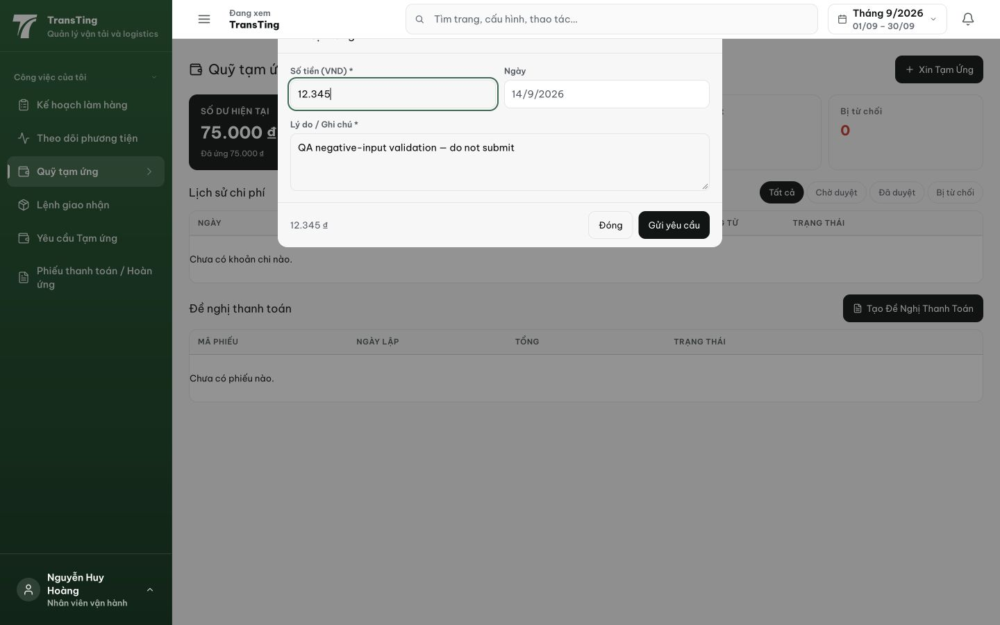 TransTing
Quản lý vận tải và logistics
Công việc của tôi
Kế hoạch làm hàng
Theo dõi phương tiện
Quỹ tạm ứng
Lệnh giao nhận
Yêu cầu Tạm ứng
Phiếu thanh toán / Hoàn
ứng
Nguyễn Huy
Hoàng
Nhân viên vận hành
Đang xem
TransTing
Tìm trang, cấu hình, thao tác...
Tháng 9/2026
01/09 – 30/09
Quỹ tạm
Xin Tạm Ứng
SỐ DƯ HIỆN TẠI
75.000 đ
Đã ứng 75.000 đ
Bị từ chối
0
Số tiền (VND) *
Ngày
12.345
14/9/2026
Lý do / Ghi chú *
QA negative-input validation — do not submit
12.345 đ
Đóng
Gửi yêu cầu
Lịch sử chi phí
Tất cả
Chờ duyệt
Đã duyệt
Bị từ chối
NGÀY
TỪ
TRẠNG THÁI
Chưa có khoản chi nào.
Đề nghị thanh toán
Tạo Đề Nghị Thanh Toán
MÃ PHIẾU
NGÀY LẬP
TỔNG
TRẠNG THÁI
Chưa có phiếu nào.